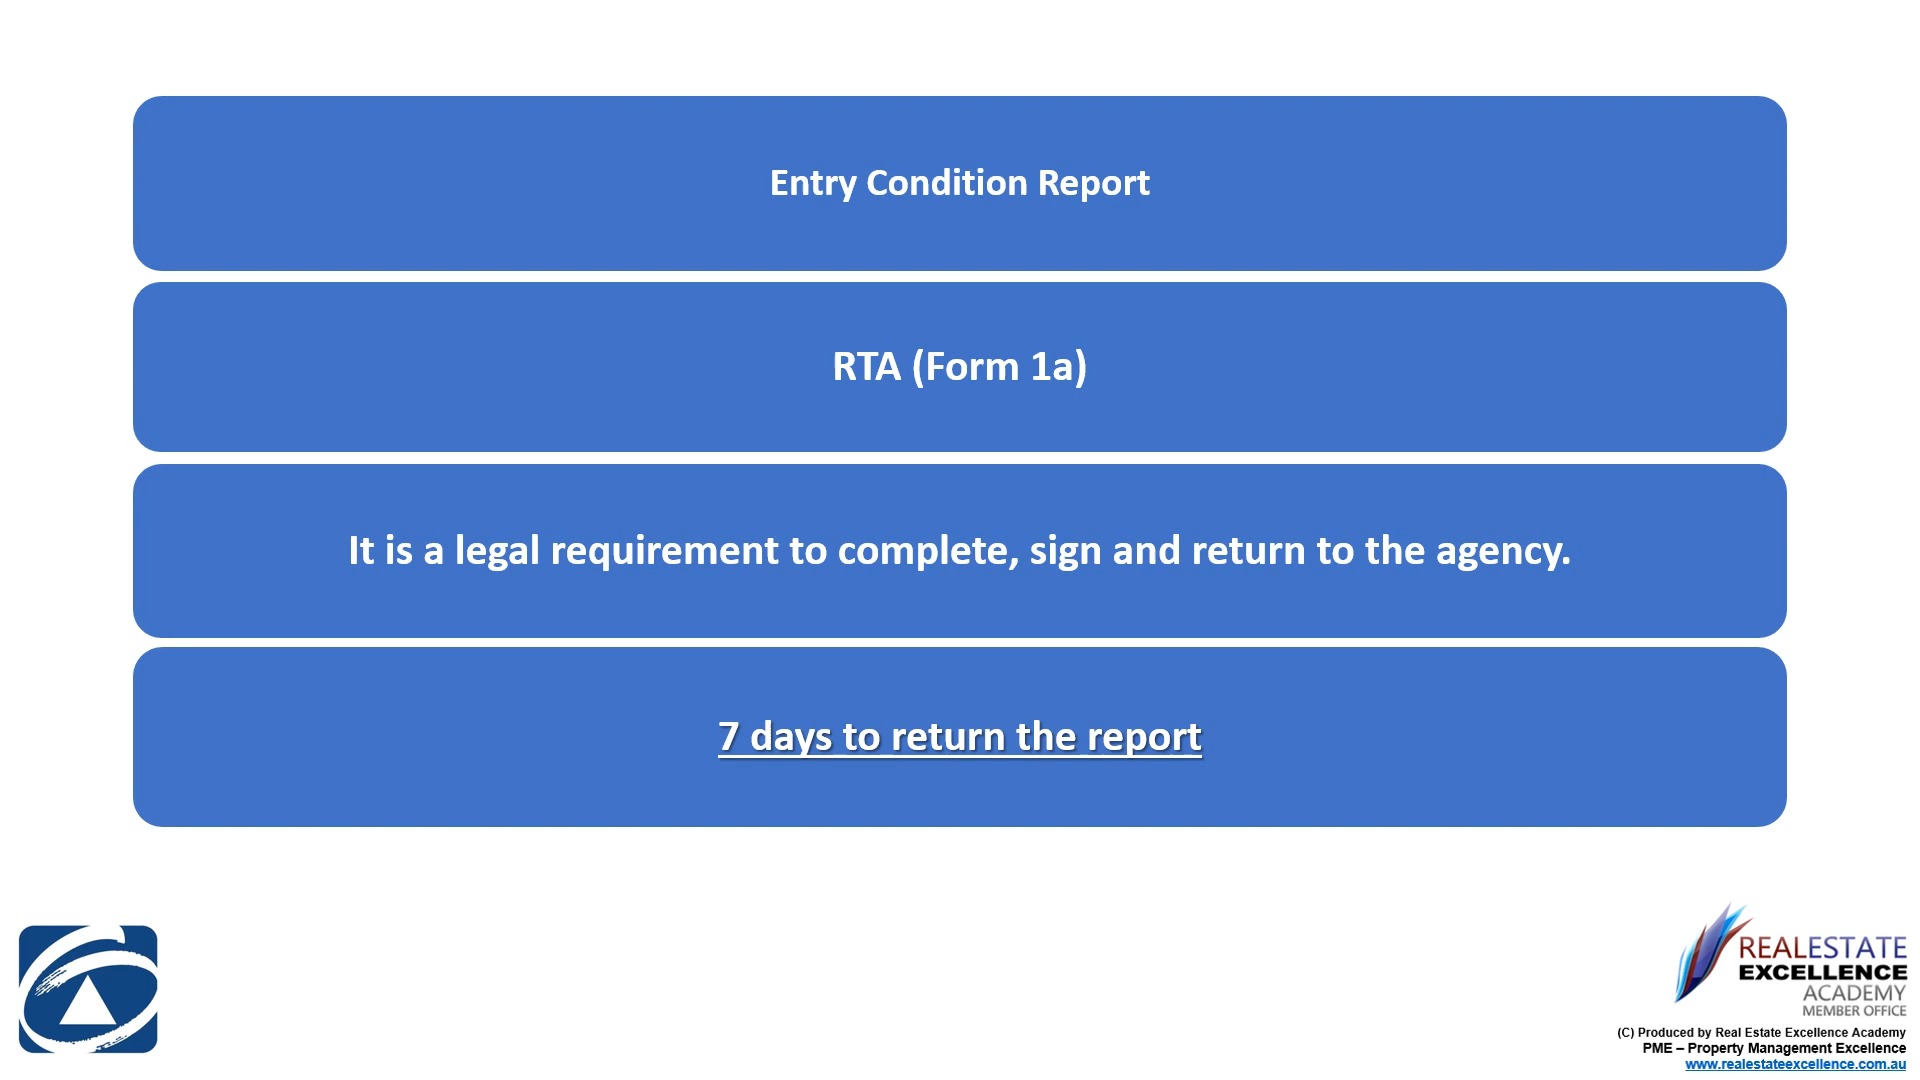 Entry Condition Report
RTA (Form 1a)
It is a legal requirement to complete, sign and return to the agency.
7 days to return the report
REALESTATE
EXCELLENCE
ACADEMY
MEMBER OFFICE
(C) Produced by Real Estate Excellence Academy
PME – Property Management Excellence
www.realestateexcellence.com.au